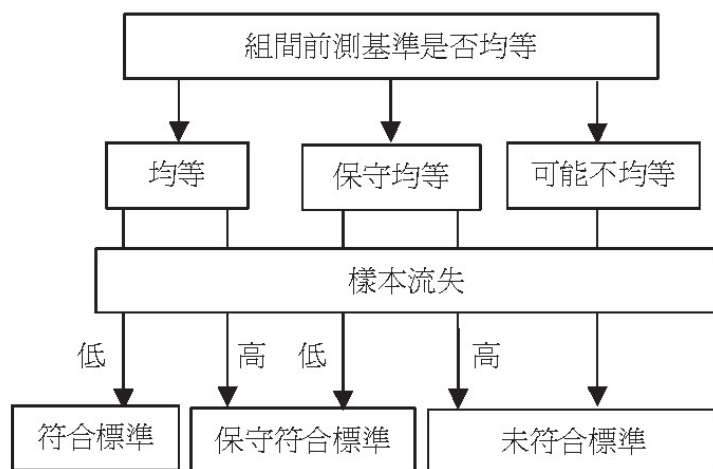 組間前測基準是否均等
均等
保守均等
可能不均等
樣本流失
低
高
低
高
符合標準
保守符合標準
未符合標準